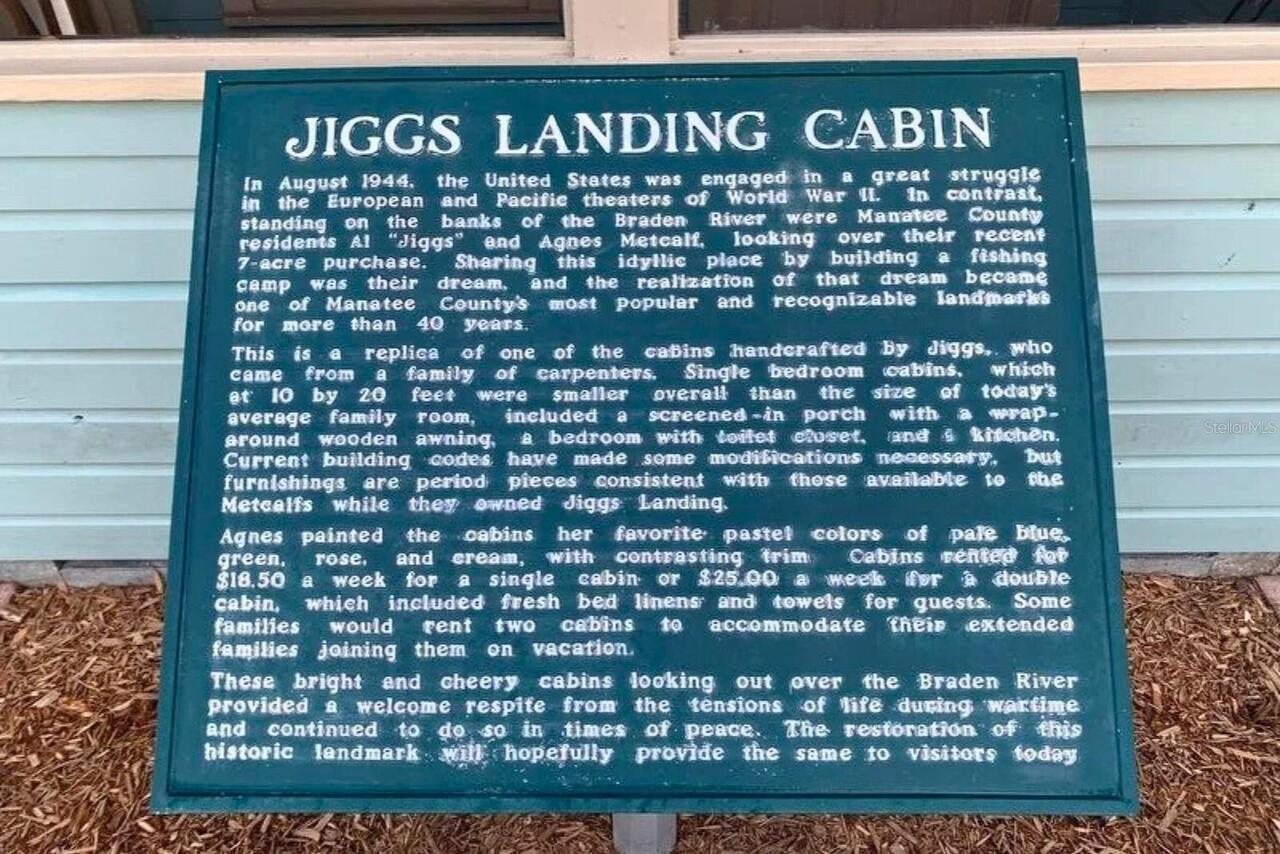 JIGGS LANDING CABIN
In August 1944, the United States was engaged in a great struggle
in the European and Pacific theaters of World War II. In contrast,
standing on the banks of the Braden River were Manatee County
residents Al "Jiggs" and Agnes Metcalf, looking over their recent
7-acre purchase. Sharing this idyllic place by building a fishing
camp was their dream, and the realization of that dream became
one of Manatee County's most popular and recognizable landmarks
for more than 40 years.
This is a replica of one of the cabins handcrafted by Jiggs, who
came from a family of carpenters. Single bedroom cabins, which
at 10 by 20 feet were smaller overall than the size of today's
average family room, included a screened-in porch with a wrap-
around wooden awning, a bedroom with toilet closet, and a kitchen.
Current building codes have made some modifications necessary, but
furnishings are period pieces consistent with those available to the
Metcalfs while they owned Jiggs Landing.
Agnes painted the cabins her favorite pastel colors of pale blue,
green, rose, and cream, with contrasting trim Cabins rented for
$18.50 a week for a single cabin or $25.00 a week for a double
cabin, which included fresh bed linens and towels for guests. Some
families would rent two cabins to accommodate their extended
families joining them on vacation.
These bright and cheery cabins looking out over the Braden River
provided a welcome respite from the tensions of life during wartime
and continued to do so in times of peace. The restoration of this
historic landmark will hopefully provide the same to visitors today
StellarMLS